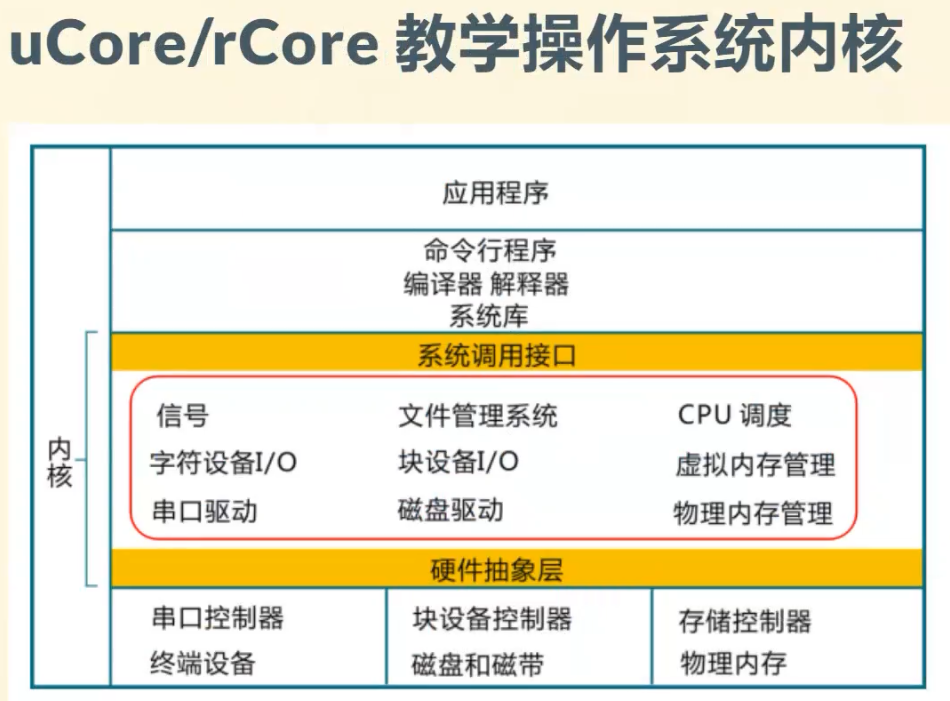 uCore/rCore 教学操作系统内核
应用程序
命令行程序
编译器 解释器
系统库
系统调用接口
信号 文件管理系统 CPU 调度
字符设备I/O 块设备I/O 虚拟内存管理
串口驱动 磁盘驱动 物理内存管理
内核
硬件抽象层
串口控制器 块设备控制器 存储控制器
终端设备 磁盘和磁带 物理内存